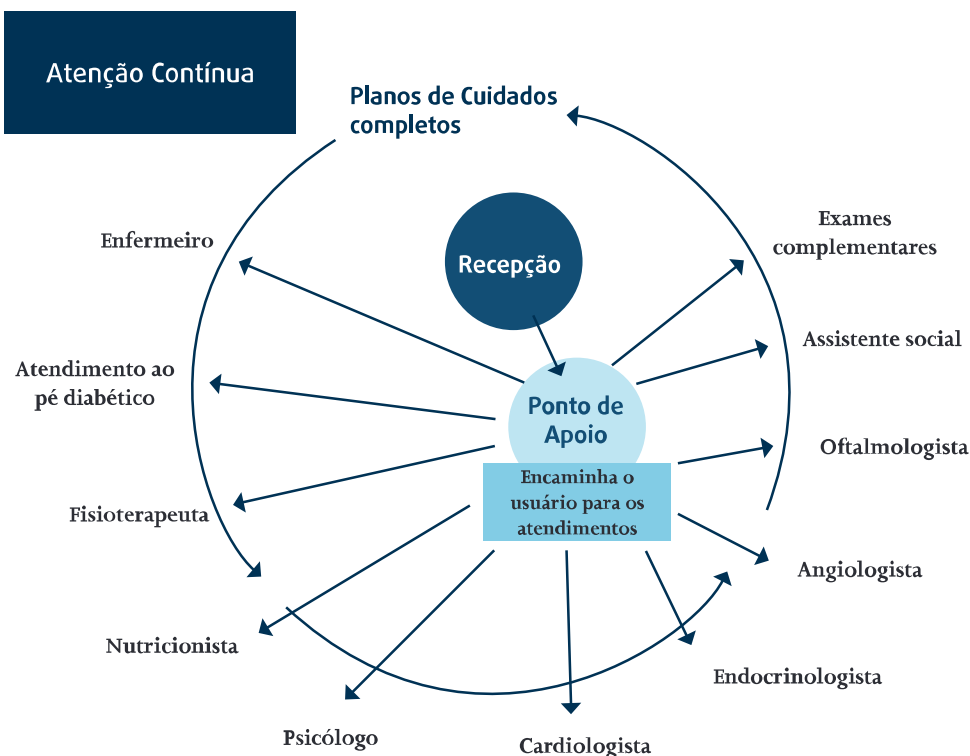 Atenção Contínua
Planos de Cuidados
completos
Enfermeiro
Recepção
Exames
complementares
Atendimento ao
pé diabético
Assistente social
Ponto de
Apoio
Oftalmologista
Encaminha o
usuário para os
atendimentos
Fisioterapeuta
Angiologista
Nutricionista
Endocrinologista
Psicólogo
Cardiologista